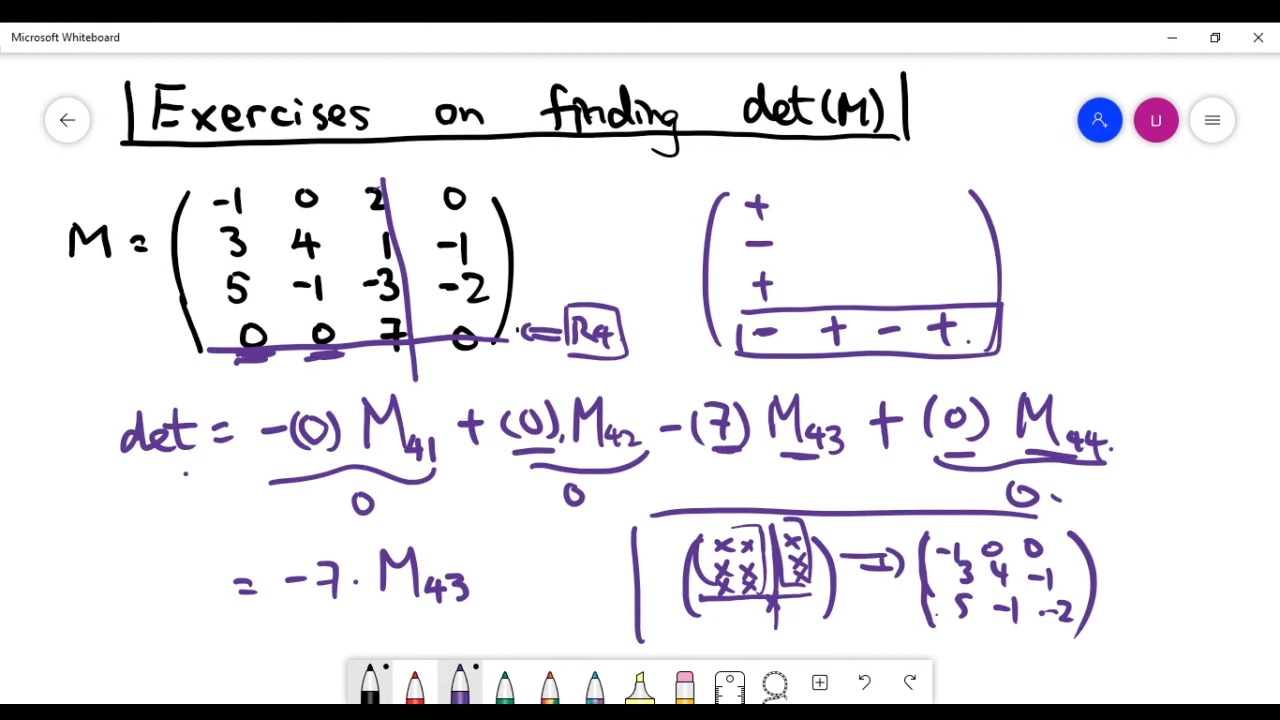 Microsoft Whiteboard
Exercises on finding det(M)
M = ( -1 0 2 0
3 4 1 -1
5 -1 -3 -2
0 0 7 0 ) ⇐ R4
( +
-
+
- + - + )
det = -(0) M41 + (0). M42 - (7) M43 + (0) M44.
0 0 0
= -7. M43
( x x x
x x x
x x x
x ) ⇒ ( -1 0 0
3 4 -1
5 -1 -2 )
U